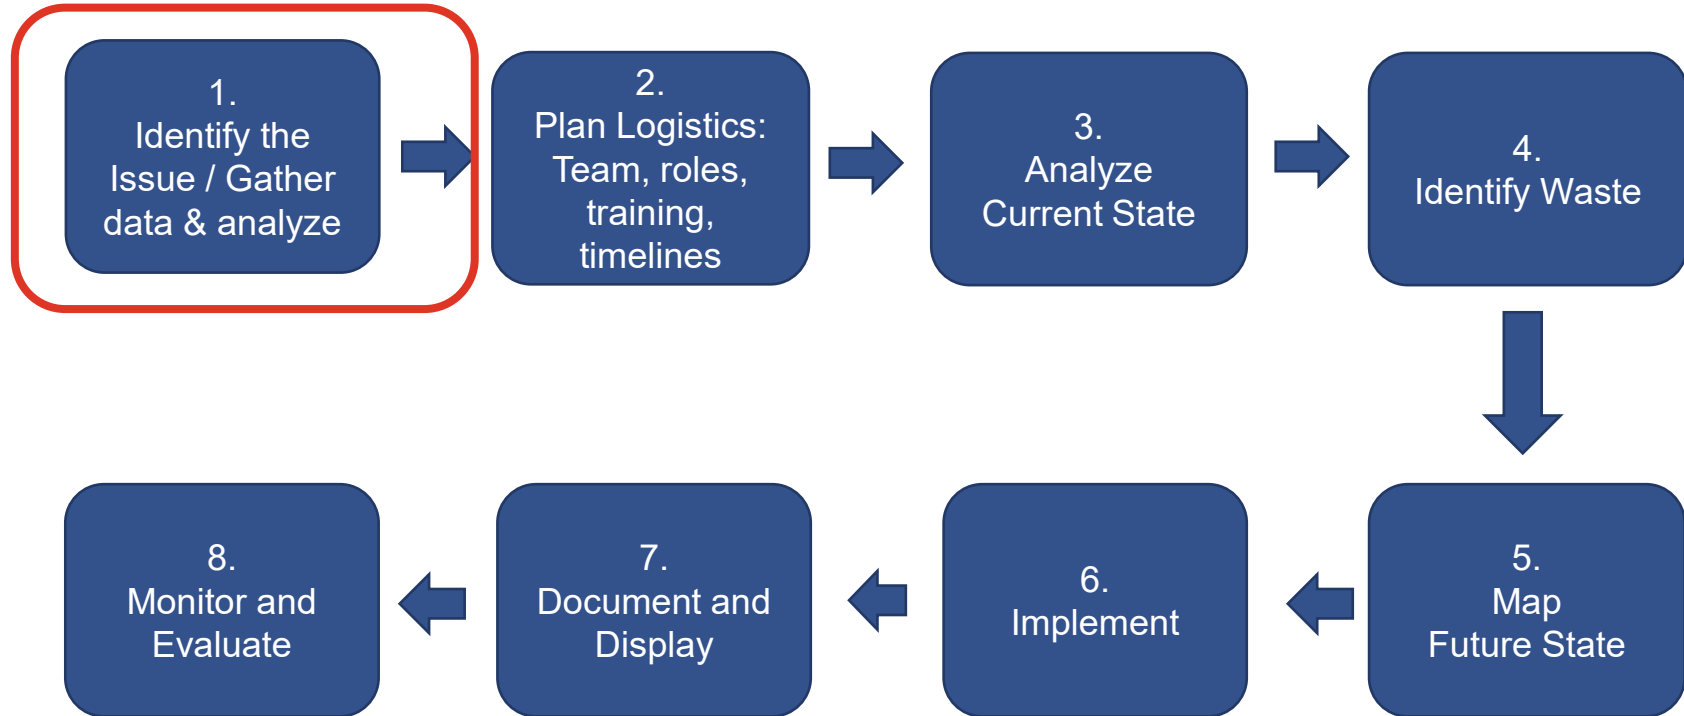 1.
Identify the
Issue / Gather
data & analyze
2.
Plan Logistics:
Team, roles,
training,
timelines
3.
Analyze
Current State
4.
Identify Waste
5.
Map
Future State
6.
Implement
7.
Document and
Display
8.
Monitor and
Evaluate